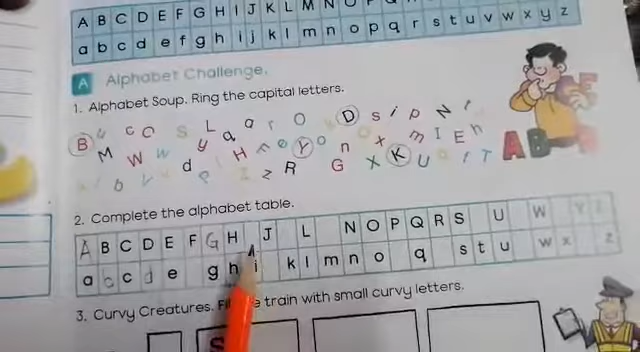 A B C D E F G H I J K L M N O P
a b c d e f g h i j k l m n o p q r s t u v w x y z
A Alphabet Challenge.
1. Alphabet Soup. Ring the capital letters.
B u c O S L a r O D s i p N r
M W w d y a H n e Y o n x m I E h
b v p z R G X K U f T
A B
2. Complete the alphabet table.
A B C D E F G H J L N O P Q R S U W Y Z
a b c d e g h i k l m n o q s t u w x z
3. Curvy Creatures. train with small curvy letters.
S